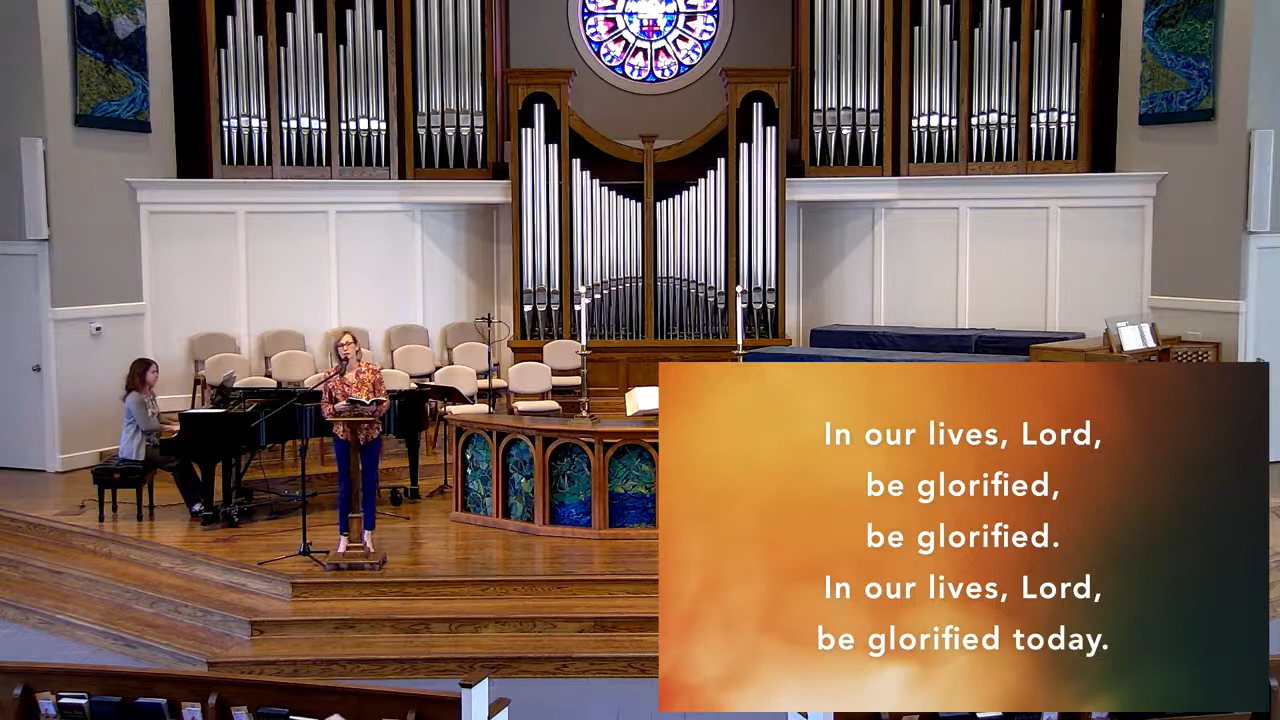 In our lives, Lord,
be glorified,
be glorified.
In our lives, Lord,
be glorified today.